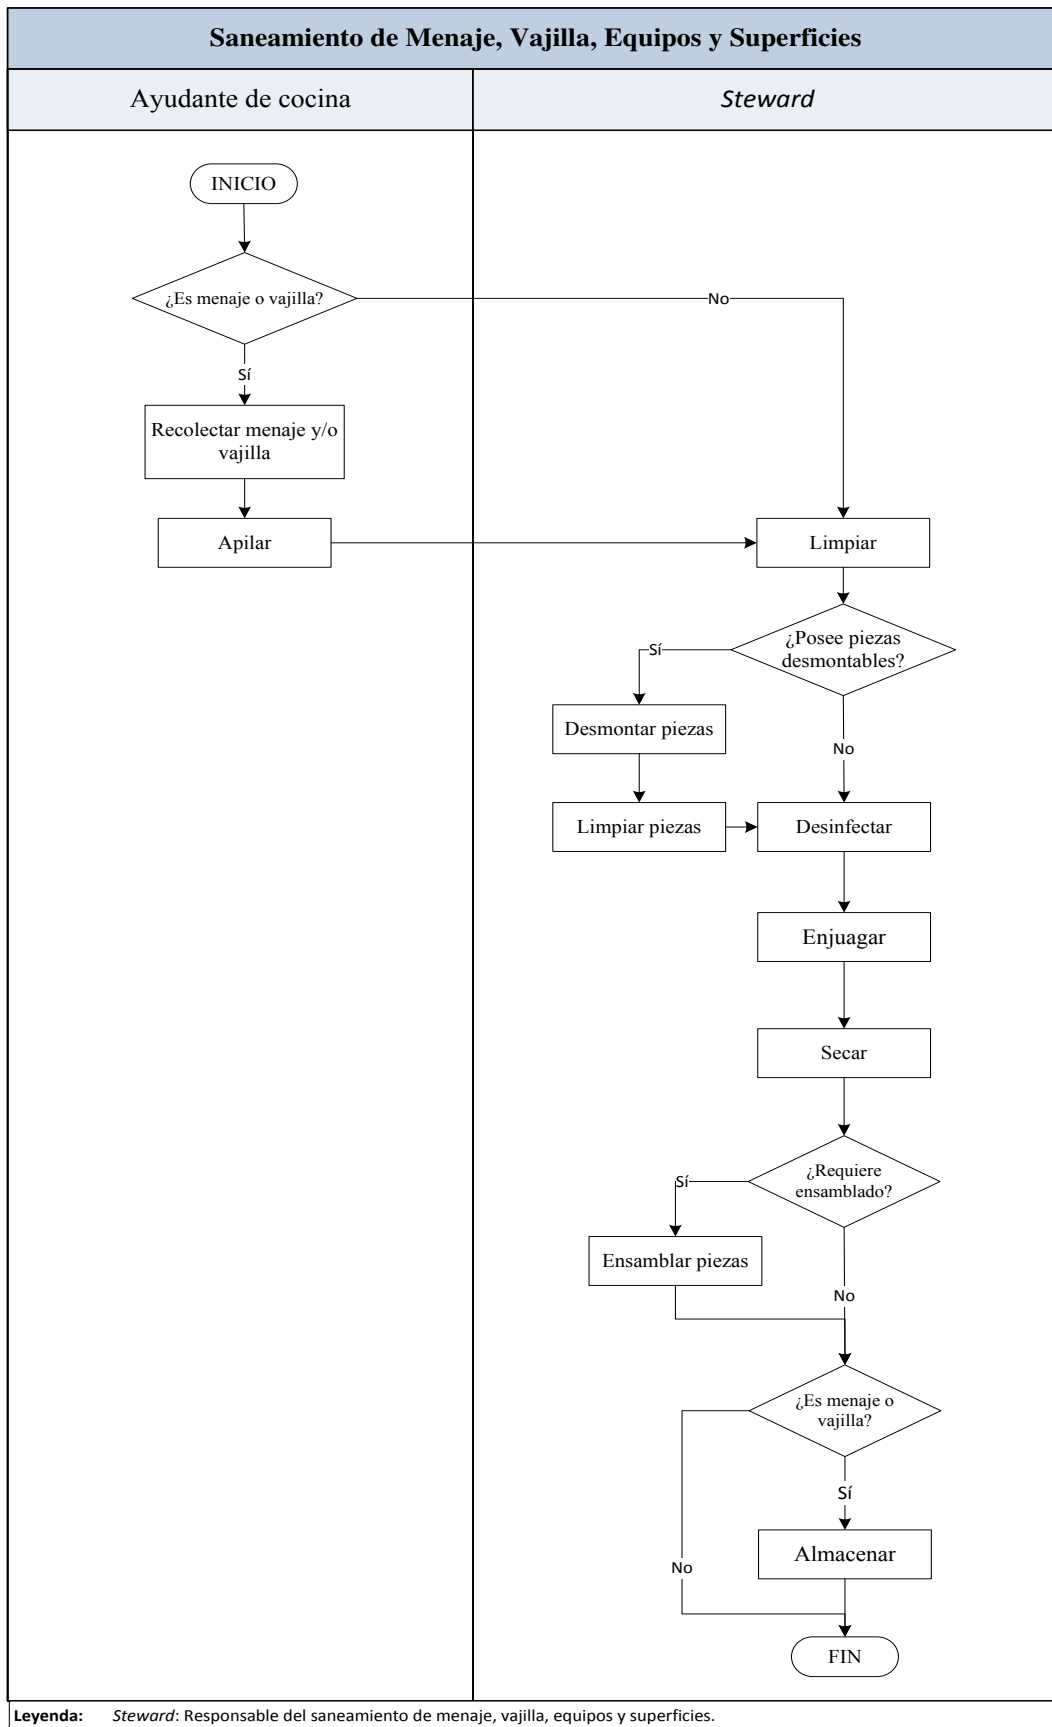 Saneamiento de Menaje, Vajilla, Equipos y Superficies
Ayudante de cocina
Steward
INICIO
¿Es menaje o vajilla?
No
Sí
Recolectar menaje y/o
vajilla
Apilar
Limpiar
¿Posee piezas
desmontables?
Sí
Desmontar piezas
No
Limpiar piezas
Desinfectar
Enjuagar
Secar
¿Requiere
ensamblado?
Sí
Ensamblar piezas
No
¿Es menaje o
vajilla?
Sí
Almacenar
No
FIN
Leyenda: Steward: Responsable del saneamiento de menaje, vajilla, equipos y superficies.